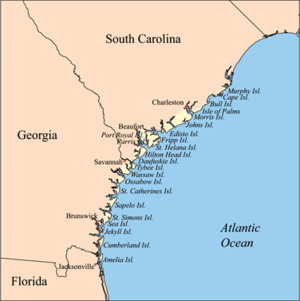 South Carolina
Murphy Isl.
Cape Isl.
Bull Isl.
Isle of Palms
Charleston
Morris Isl.
Johns Isl.
Beaufort
Edisto Isl.
Port Royal
Fripp Isl.
Parris Isl.
St. Helana Isl.
Georgia
Hilton Head Isl.
Daufuskie Isl.
Savannah
Tybee Isl.
Wassaw Isl.
Ossabow Isl.
St. Catherines Isl.
Sapelo Isl.
Brunswick
St. Simons Isl.
Sea Isl.
Jekyll Isl.
Atlantic
Ocean
Cumberland Isl.
Amelia Isl.
Jacksonville
Florida